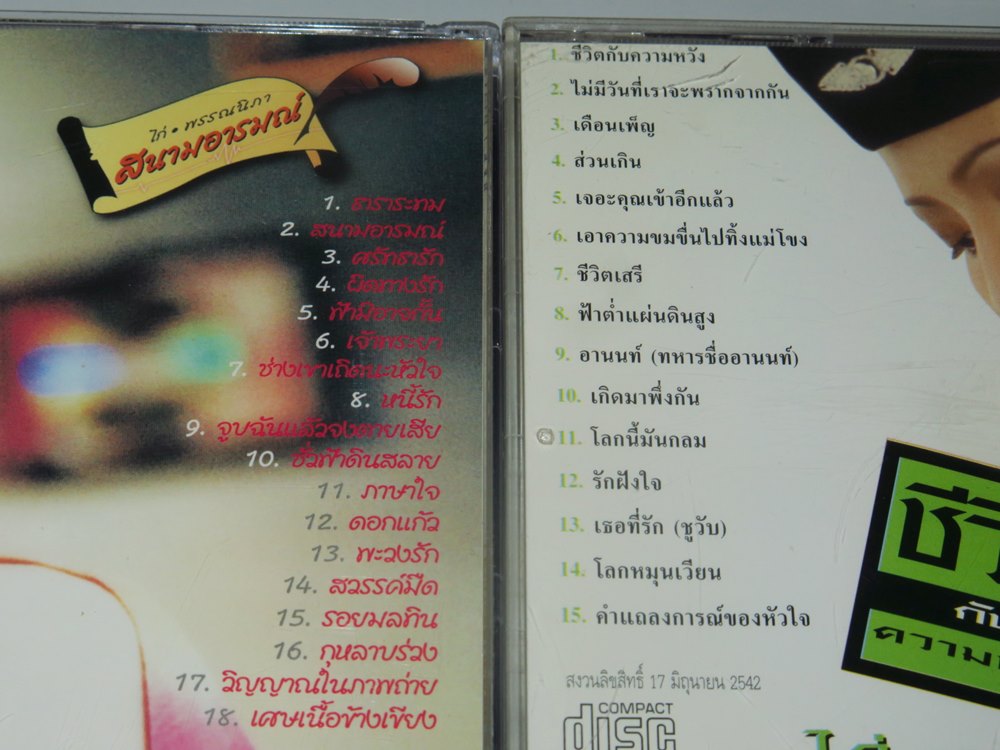 ไก่ • พรรณนิภา
สนามอารมณ์
1. ธาราระทม
2. สนามอารมณ์
3. ศรัทธารัก
4. ผิดทางรัก
5. ฟ้ามิอาจกั้น
6. เจ้าพระยา
7. ช่างเขาเถิดนะหัวใจ
8. หนี้รัก
9. จูบฉันแล้วจงตายเสีย
10. ชั่วฟ้าดินสลาย
11. ภาษาใจ
12. ดอกแก้ว
13. พะวงรัก
14. สวรรค์มืด
15. รอยมลทิน
16. กุหลาบร่วง
17. วิญญาณในภาพถ่าย
18. เศษเนื้อข้างเขียง
1. ชีวิตกับความหวัง
2. ไม่มีวันที่เราจะพรากจากกัน
3. เดือนเพ็ญ
4. ส่วนเกิน
5. เจอะคุณเข้าอีกแล้ว
6. เอาความขมขื่นไปทิ้งแม่โขง
7. ชีวิตเสรี
8. ฟ้าต่ำแผ่นดินสูง
9. อานนท์ (ทหารชื่ออานนท์)
10. เกิดมาพึ่งกัน
11. โลกนี้มันกลม
12. รักฝังใจ
13. เธอที่รัก (ชูวับ)
14. โลกหมุนเวียน
15. คำแถลงการณ์ของหัวใจ
สงวนลิขสิทธิ์ 17 มิถุนายน 2542
COMPACT
disc
ชีวิ
กับ
ความ
ไก่